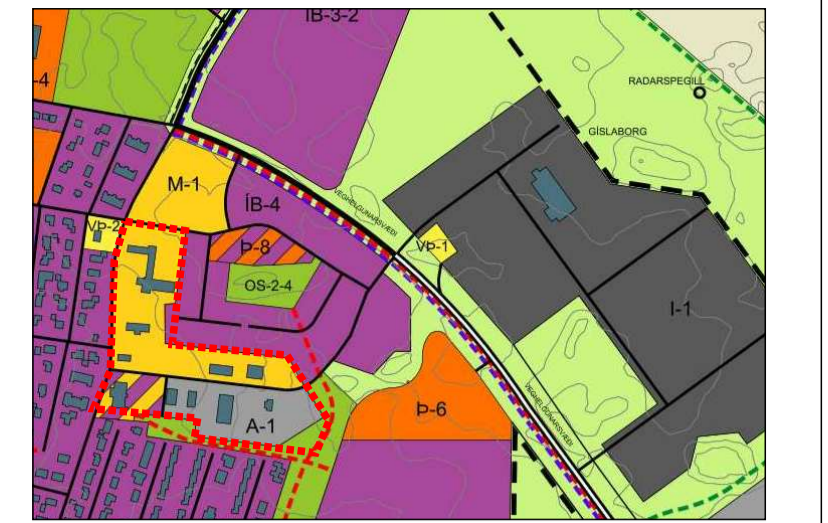 ÍB-3-2
-4
RADARSPEGILL
GÍSLABORG
M-1
ÍB-4
VEGHELGUNARSVÆÐI
VÞ-2
Þ-8
VÞ-1
OS-2-4
I-1
VEGHELGUNARSVÆÐI
Þ-6
A-1